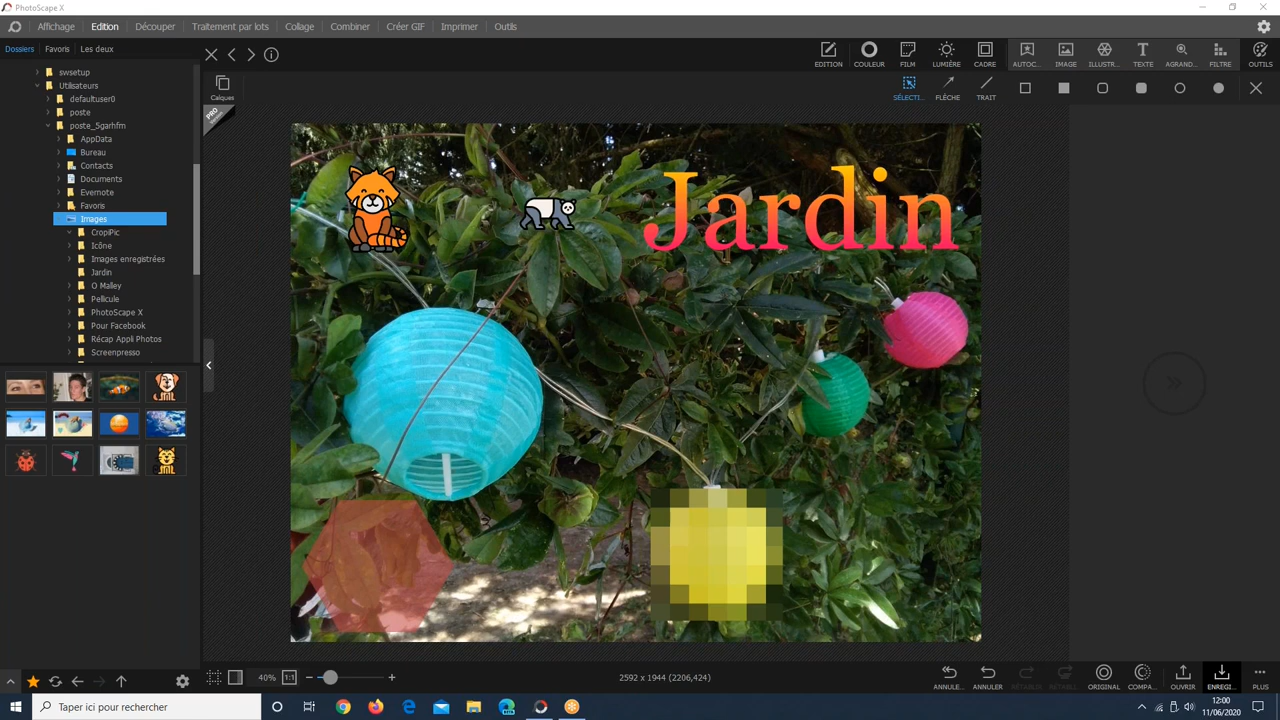 PhotoScape X
Affichage Edition Découper Traitement par lots Collage Combiner Créer GIF Imprimer Outils
Dossiers Favoris Les deux
EDITION COULEUR FILM LUMIÈRE CADRE AUTOC... IMAGE ILLUSTR... TEXTE AGRAND... FILTRE OUTILS
Calques SÉLECTI... FLÈCHE TRAIT
PRO
swsetup
Utilisateurs
defaultuser0
poste
poste_5garhfm
AppData
Bureau
Contacts
Documents
Evernote
Favoris
Images
CropiPic
Icône
Images enregistrées
Jardin
O Malley
Pellicule
PhotoScape X
Pour Facebook
Récap Appli Photos
Screenpresso
Jardin
40% 1:1 2592 x 1944 (2206,424) ANNULE... ANNULER RÉTABLIR RÉTABL... ORIGINAL COMPA... OUVRIR ENREGI... PLUS
Taper ici pour rechercher
12:00
11/06/2020